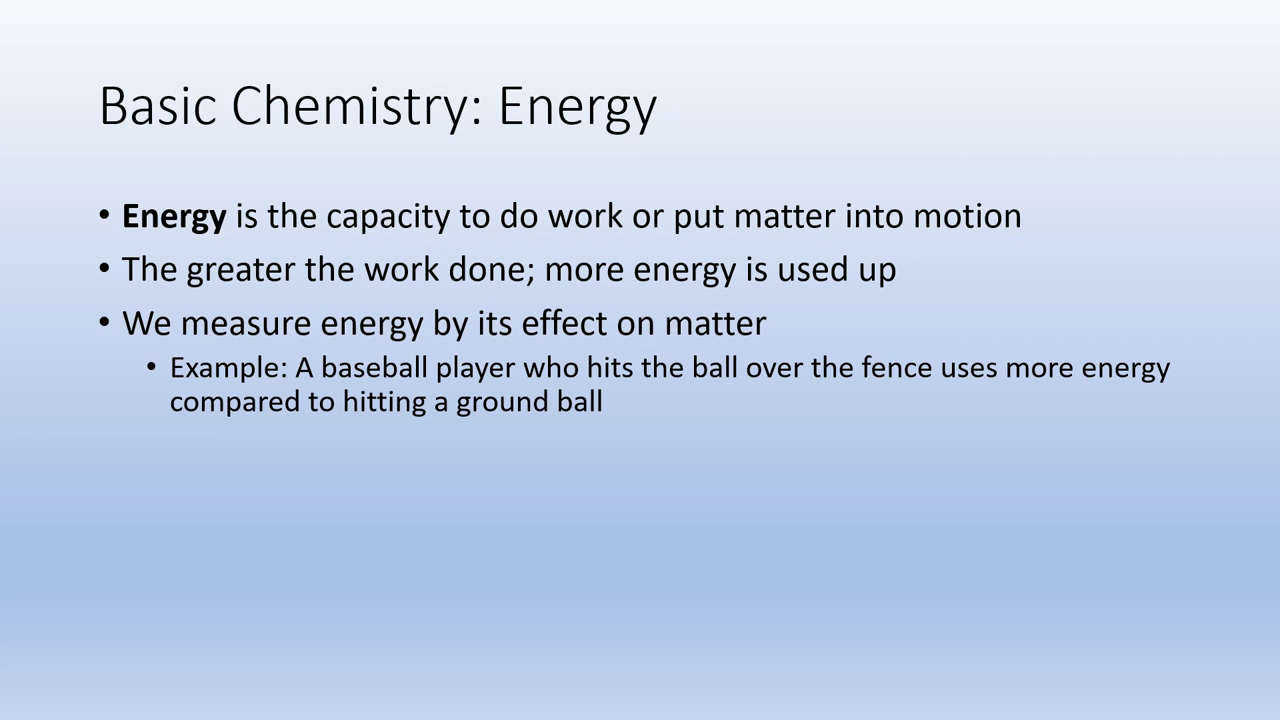 Basic Chemistry: Energy
• Energy is the capacity to do work or put matter into motion
• The greater the work done; more energy is used up
• We measure energy by its effect on matter
• Example: A baseball player who hits the ball over the fence uses more energy
compared to hitting a ground ball